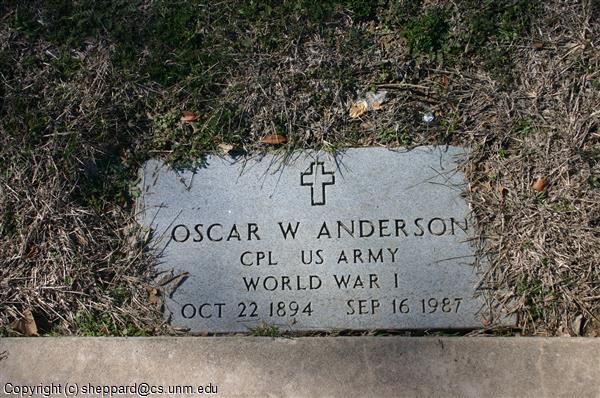 OSCAR W ANDERSON
CPL US ARMY
WORLD WAR I
OCT 22 1894 SEP 16 1987
Copyright (c) sheppard@cs.unm.edu